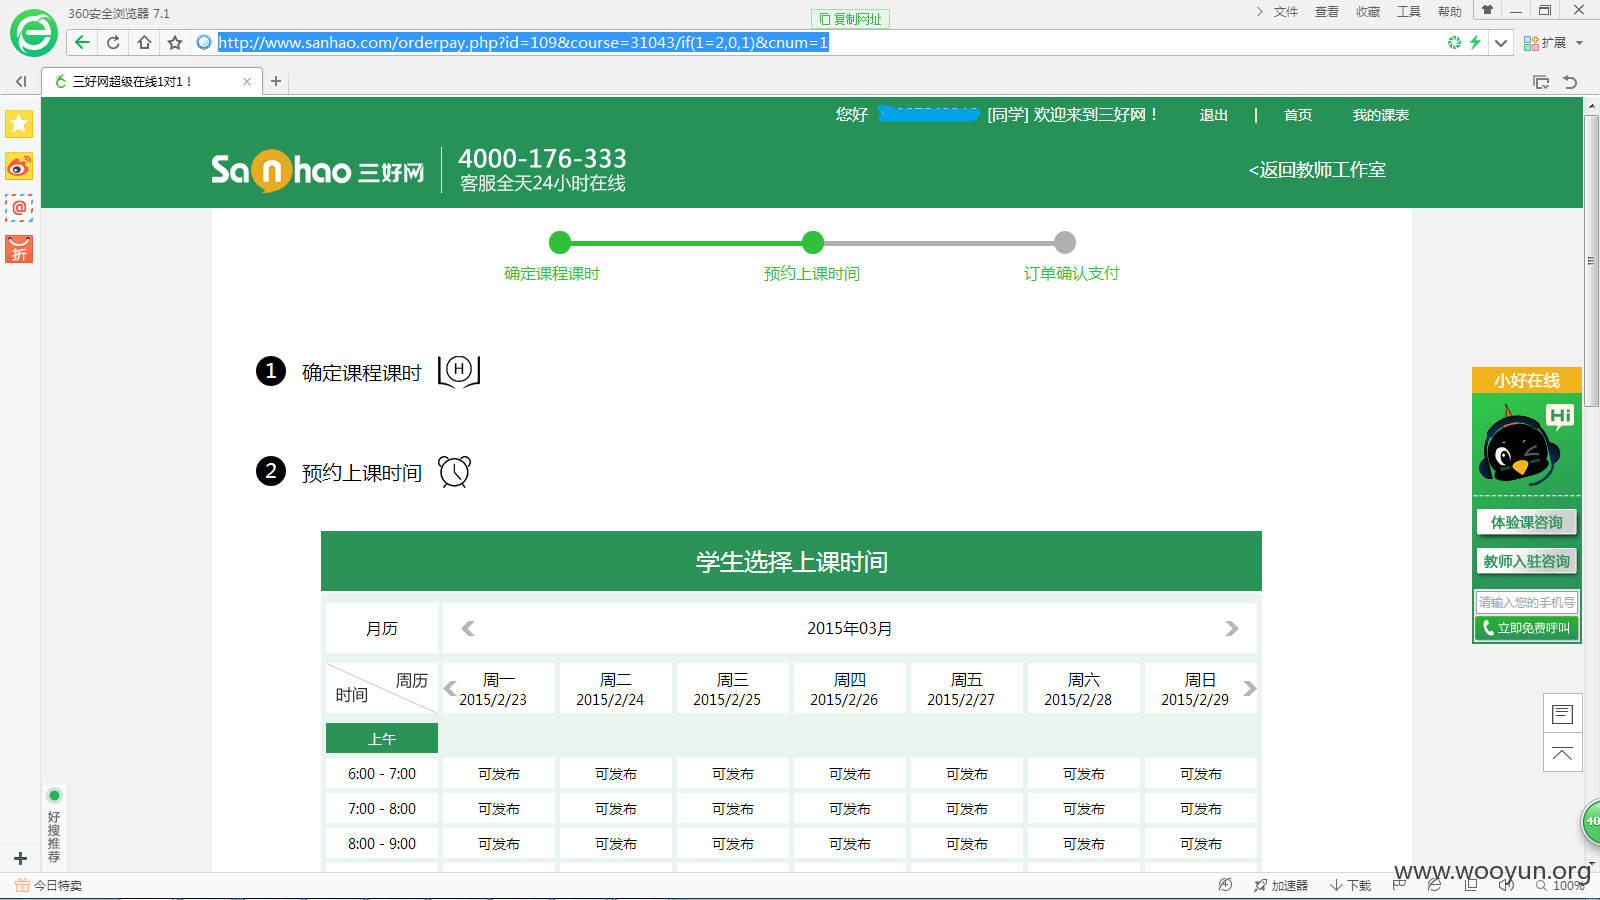 360安全浏览器 7.1
复制网址
文件 查看 收藏 工具 帮助
http://www.sanhao.com/orderpay.php?id=109&course=31043/if(1=2,0,1)&cnum=1
扩展
三好网超级在线1对1！
您好 [同学] 欢迎来到三好网！ 退出 | 首页 我的课表
Sanhao 三好网
4000-176-333
客服全天24小时在线
<返回教师工作室
@
折
确定课程课时 预约上课时间 订单确认支付
1 确定课程课时 H
2 预约上课时间
学生选择上课时间
月历 2015年03月
周历 时间
周一 周二 周三 周四 周五 周六 周日
2015/2/23 2015/2/24 2015/2/25 2015/2/26 2015/2/27 2015/2/28 2015/2/29
上午
6:00 - 7:00 可发布 可发布 可发布 可发布 可发布 可发布 可发布
7:00 - 8:00 可发布 可发布 可发布 可发布 可发布 可发布 可发布
8:00 - 9:00 可发布 可发布 可发布 可发布 可发布 可发布 可发布
小好在线
Hi
体验课咨询
教师入驻咨询
请输入您的手机号
立即免费呼叫
好搜推荐
40
今日特卖
加速器 下载 100%
www.wooyun.org